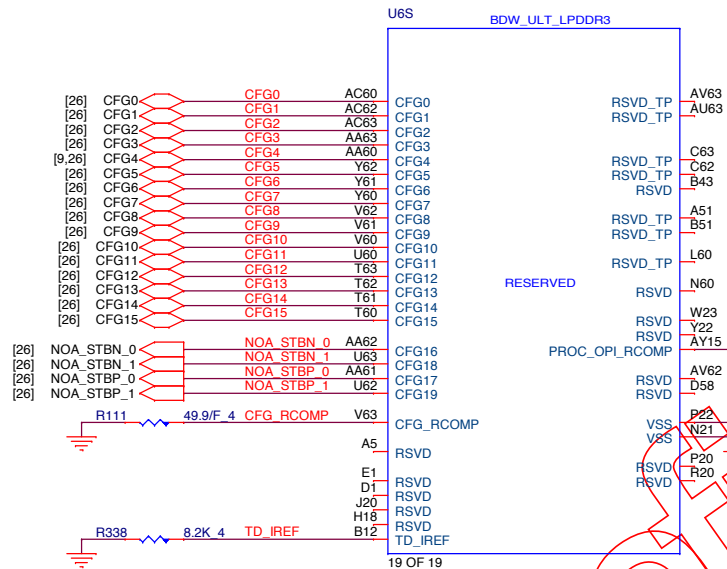 U6S
BDW_ULT_LPDDR3
[26] CFG0 CFG0 AC60 CFG0 RSVD_TP AV63
[26] CFG1 CFG1 AC62 CFG1 RSVD_TP AU63
[26] CFG2 CFG2 AC63 CFG2
[26] CFG3 CFG3 AA63 CFG3
[9,26] CFG4 CFG4 AA60 CFG4 RSVD_TP C63
[26] CFG5 CFG5 Y62 CFG5 RSVD_TP C62
[26] CFG6 CFG6 Y61 CFG6 RSVD B43
[26] CFG7 CFG7 Y60 CFG7
[26] CFG8 CFG8 V62 CFG8 RSVD_TP A51
[26] CFG9 CFG9 V61 CFG9 RSVD_TP B51
[26] CFG10 CFG10 V60 CFG10
[26] CFG11 CFG11 U60 CFG11 RSVD_TP L60
[26] CFG12 CFG12 T63 CFG12
RESERVED
[26] CFG13 CFG13 T62 CFG13 RSVD N60
[26] CFG14 CFG14 T61 CFG14
[26] CFG15 CFG15 T60 CFG15 RSVD W23
RSVD Y22
[26] NOA_STBN_0 NOA_STBN_0 AA62 CFG16 PROC_OPI_RCOMP AY15
[26] NOA_STBN_1 NOA_STBN_1 U63 CFG18
[26] NOA_STBP_0 NOA_STBP_0 AA61 CFG17 RSVD AV62
[26] NOA_STBP_1 NOA_STBP_1 U62 CFG19 RSVD D58
R111 49.9/F_4 CFG_RCOMP V63 CFG_RCOMP VSS P22
VSS N21
A5 RSVD
RSVD P20
E1 RSVD RSVD R20
D1 RSVD
J20 RSVD
H18 RSVD
R338 8.2K_4 TD_IREF B12 TD_IREF
19 OF 19